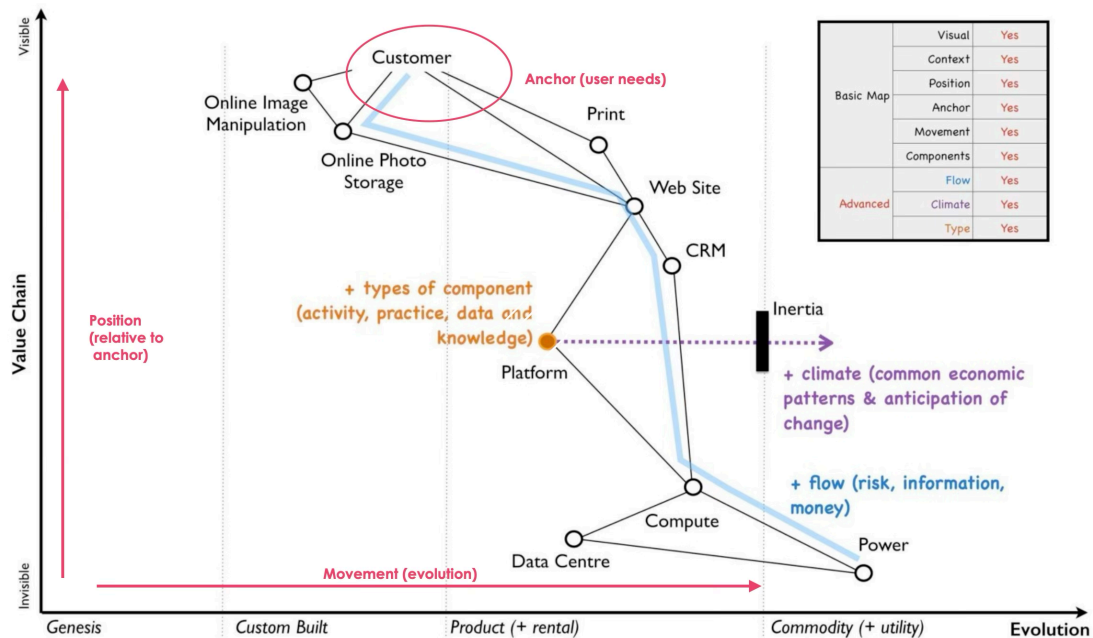 Visible
Customer
Anchor (user needs)
Online Image
Manipulation
Print
Online Photo
Storage
Web Site
CRM
Basic Map
Visual Yes
Context Yes
Position Yes
Anchor Yes
Movement Yes
Components Yes
Advanced
Flow Yes
Climate Yes
Type Yes
Value Chain
Position
(relative to
anchor)
+ types of component
(activity, practice, data and
knowledge)
Platform
Inertia
+ climate (common economic
patterns & anticipation of
change)
+ flow (risk, information,
money)
Compute
Data Centre
Power
Invisible
Movement (evolution)
Genesis
Custom Built
Product (+ rental)
Commodity (+ utility)
Evolution